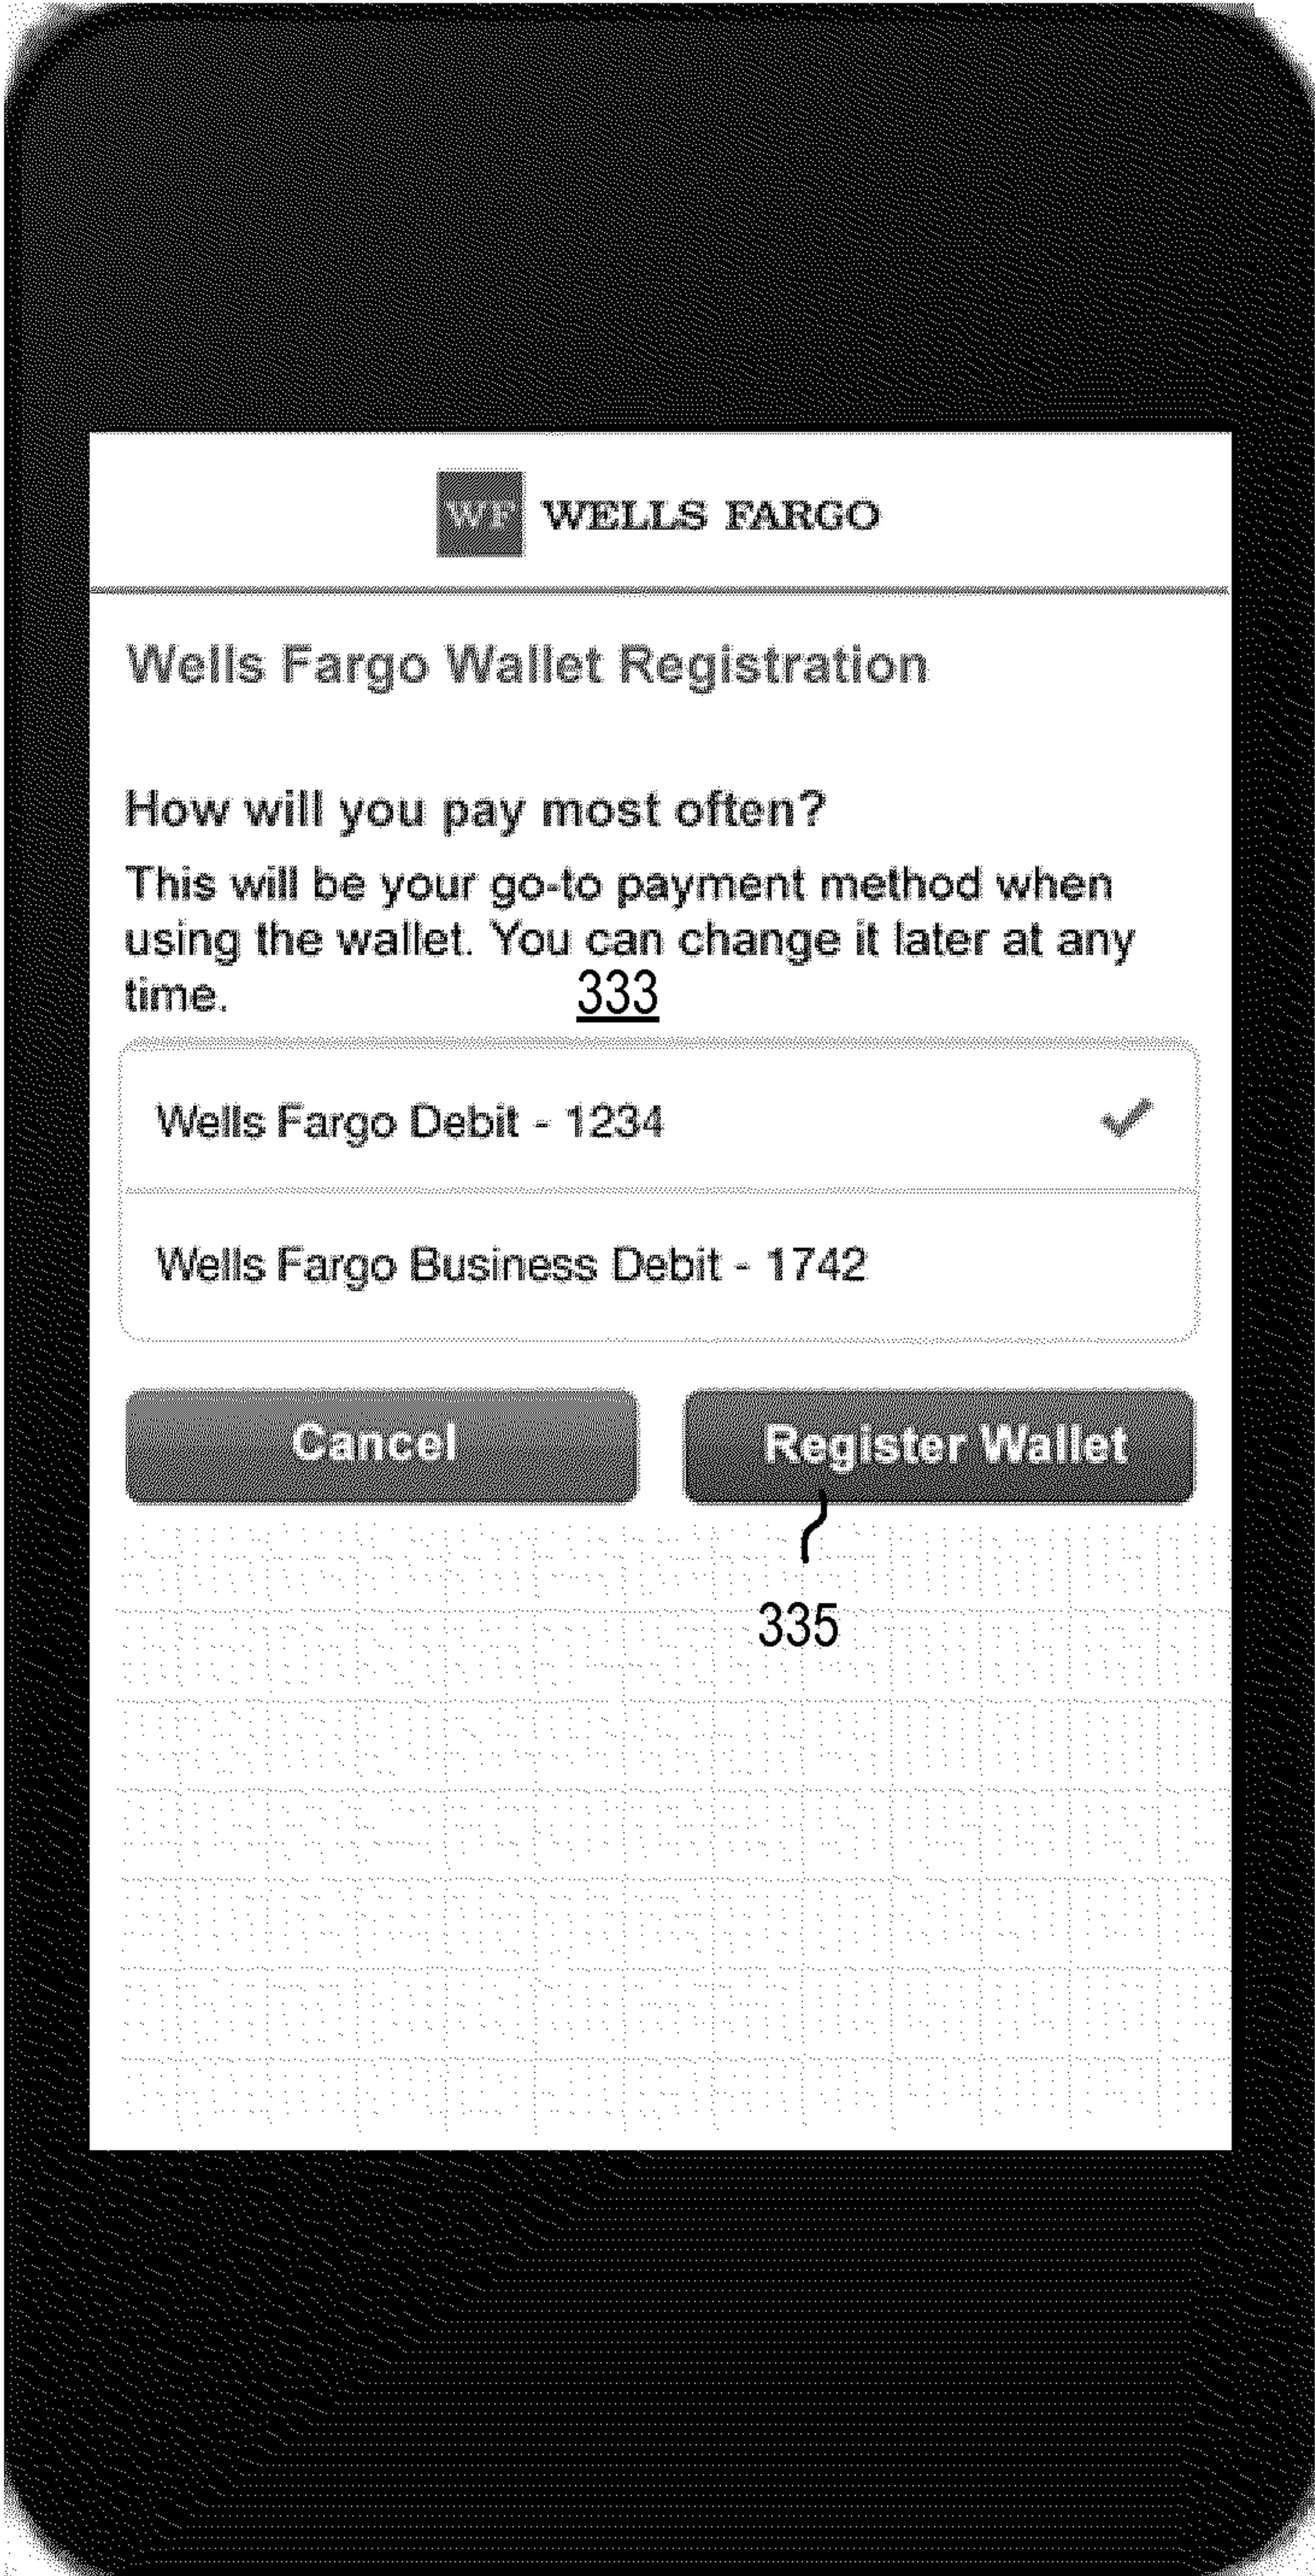 WF WELLS FARGO
Wells Fargo Wallet Registration
How will you pay most often?
This will be your go-to payment method when
using the wallet. You can change it later at any
time.
333
Wells Fargo Debit - 1234
Wells Fargo Business Debit - 1742
Cancel
Register Wallet
335